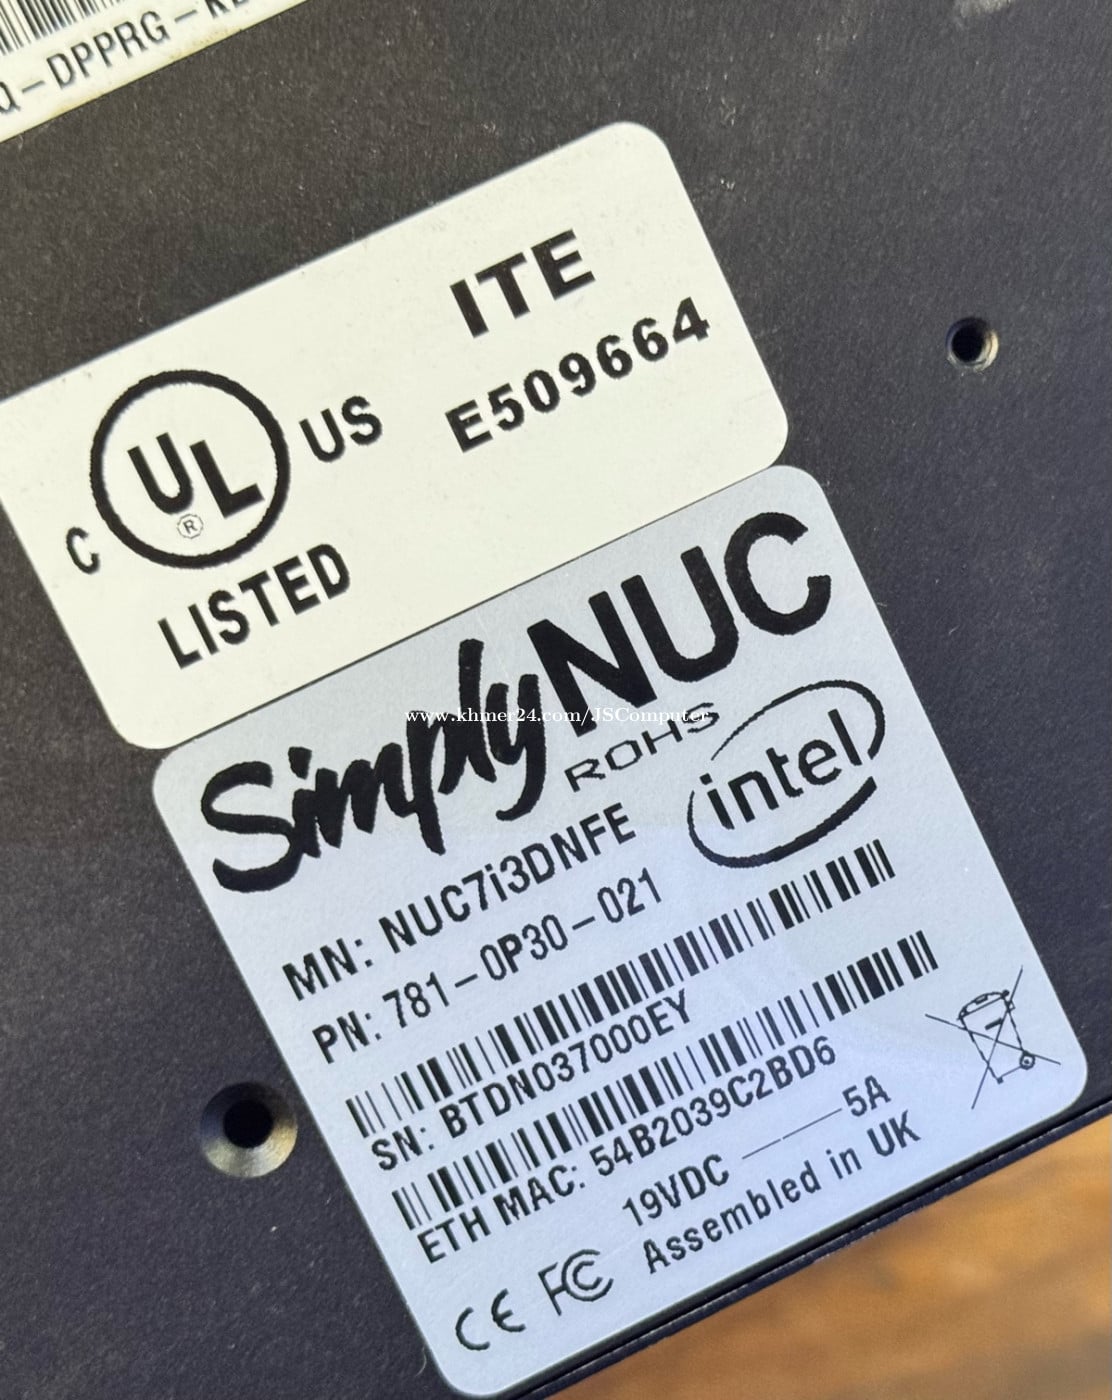 Q-DPPRG-
ITE
E509664
C UL US
®
LISTED
SimplyNUC
www.khmer24.com/JSComputer
ROHS
intel
MN: NUC7i3DNFE
PN: 781-0P30-021
SN: BTDN037000EY
ETH MAC: 54B2039C2BD6
19VDC 5A
Assembled in UK
CE FC